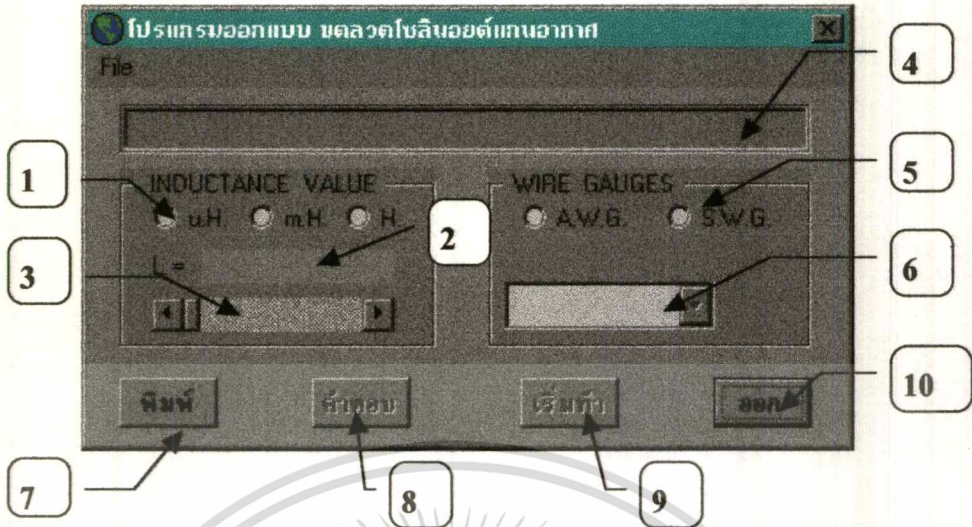 โปรแกรมออกแบบ ขดลวดโซลินอยด์แกนอากาศ
File
4
1
INDUCTANCE VALUE
WIRE GAUGES
5
u.H. m.H. H.
2
A.W.G. S.W.G.
L =
3
6
10
พิมพ์ คำตอบ เริ่มทำ ออก
7
8
9